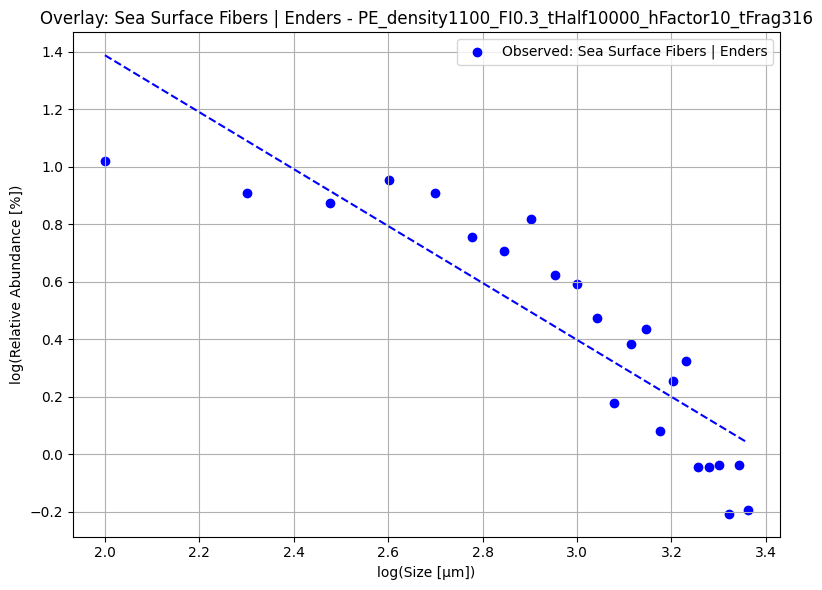 Overlay: Sea Surface Fibers | Enders - PE_density1100_FI0.3_tHalf10000_hFactor10_tFrag316
Observed: Sea Surface Fibers | Enders
log(Relative Abundance [%])
1.4
1.2
1.0
0.8
0.6
0.4
0.2
0.0
−0.2
2.0 2.2 2.4 2.6 2.8 3.0 3.2 3.4
log(Size [μm])